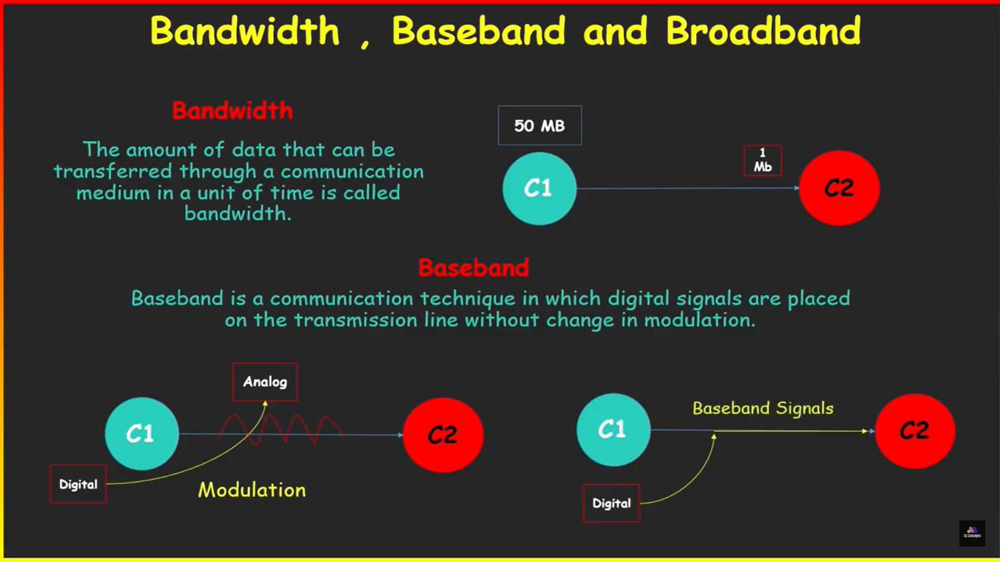 Bandwidth , Baseband and Broadband
Bandwidth
The amount of data that can be
transferred through a communication
medium in a unit of time is called
bandwidth.
50 MB
1
Mb
C1
C2
Baseband
Baseband is a communication technique in which digital signals are placed
on the transmission line without change in modulation.
Analog
C1
C2
Digital
Modulation
Baseband Signals
C1
C2
Digital
CS Concepts